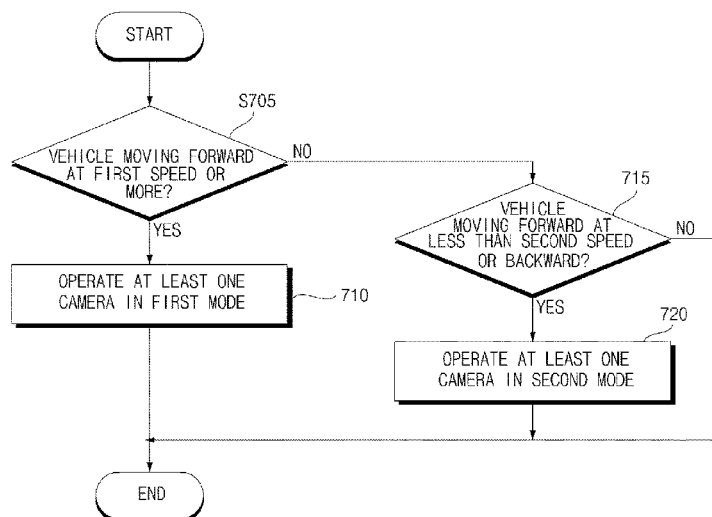 START
S705
VEHICLE MOVING FORWARD
AT FIRST SPEED OR
MORE?
NO
YES
OPERATE AT LEAST ONE
CAMERA IN FIRST MODE
710
715
VEHICLE
MOVING FORWARD AT
LESS THAN SECOND SPEED
OR BACKWARD?
NO
YES
720
OPERATE AT LEAST ONE
CAMERA IN SECOND MODE
END